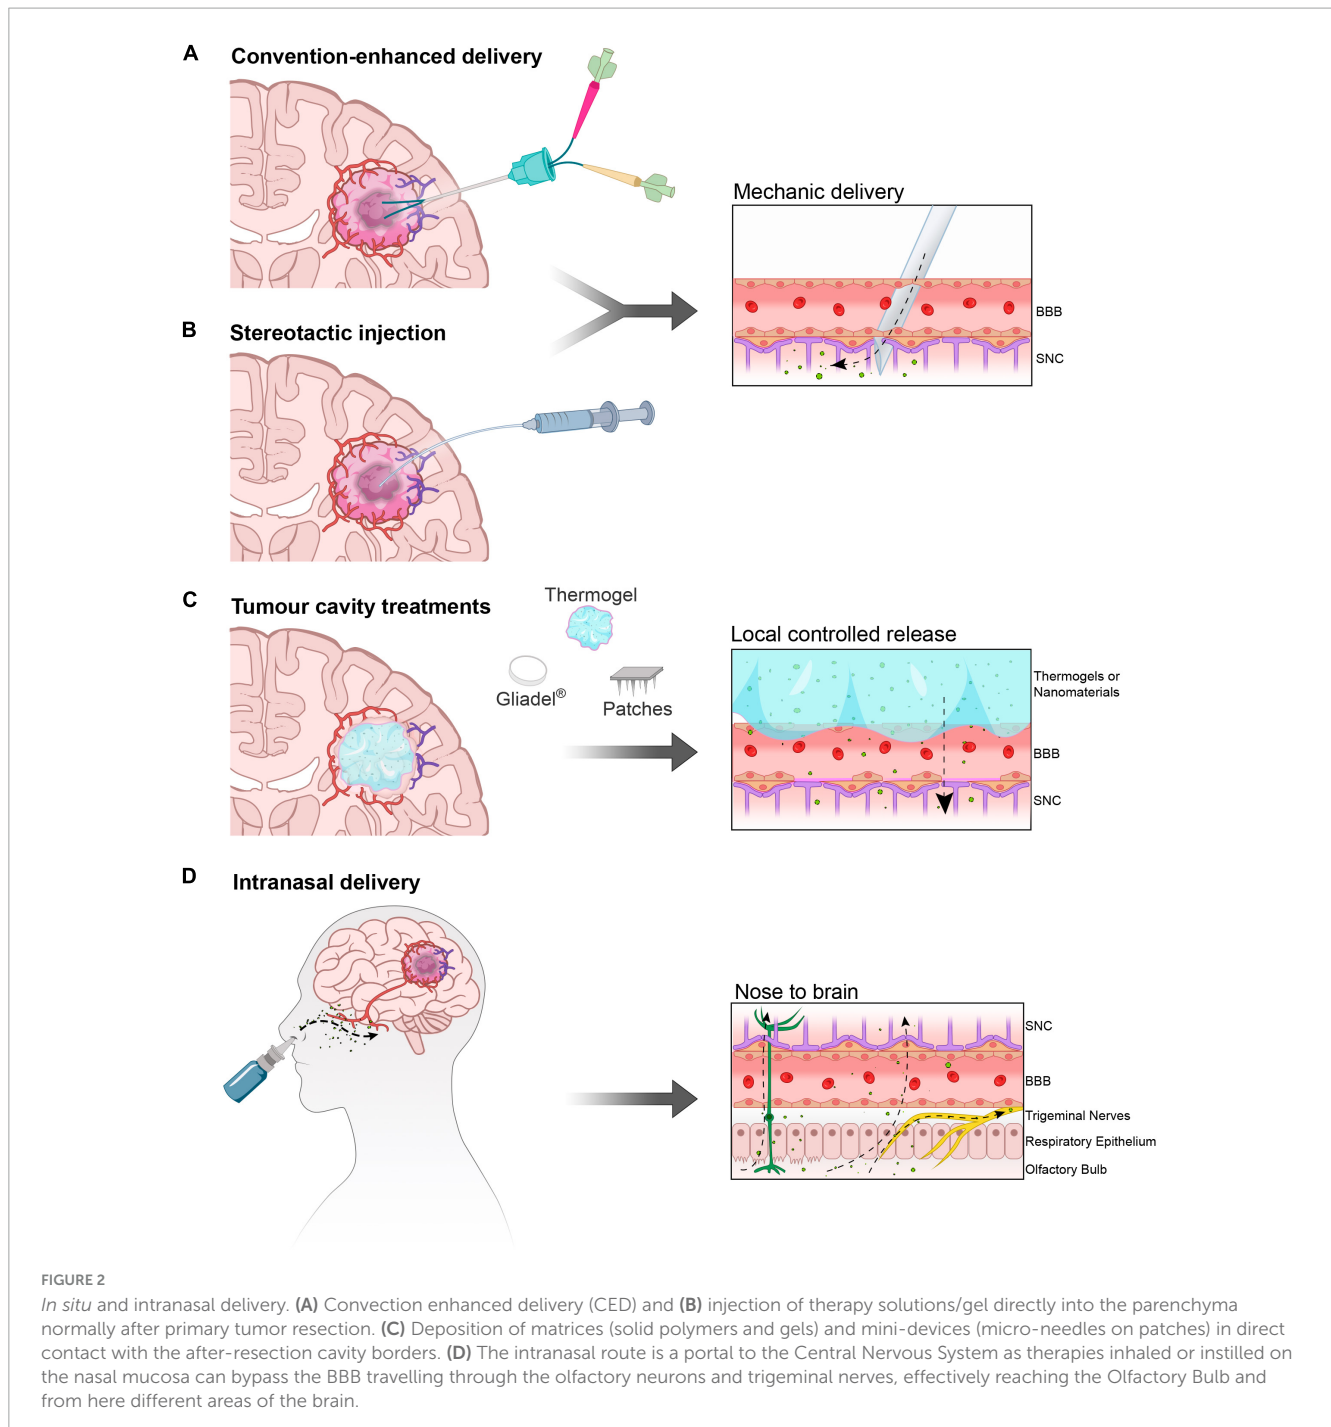 A Convention-enhanced delivery
Mechanic delivery
BBB
SNC
B Stereotactic injection
C Tumour cavity treatments
Thermogel
Gliadel®
Patches
Local controlled release
Thermogels or
Nanomaterials
BBB
SNC
D Intranasal delivery
Nose to brain
SNC
BBB
Trigeminal Nerves
Respiratory Epithelium
Olfactory Bulb
FIGURE 2
In situ and intranasal delivery. (A) Convection enhanced delivery (CED) and (B) injection of therapy solutions/gel directly into the parenchyma
normally after primary tumor resection. (C) Deposition of matrices (solid polymers and gels) and mini-devices (micro-needles on patches) in direct
contact with the after-resection cavity borders. (D) The intranasal route is a portal to the Central Nervous System as therapies inhaled or instilled on
the nasal mucosa can bypass the BBB travelling through the olfactory neurons and trigeminal nerves, effectively reaching the Olfactory Bulb and
from here different areas of the brain.